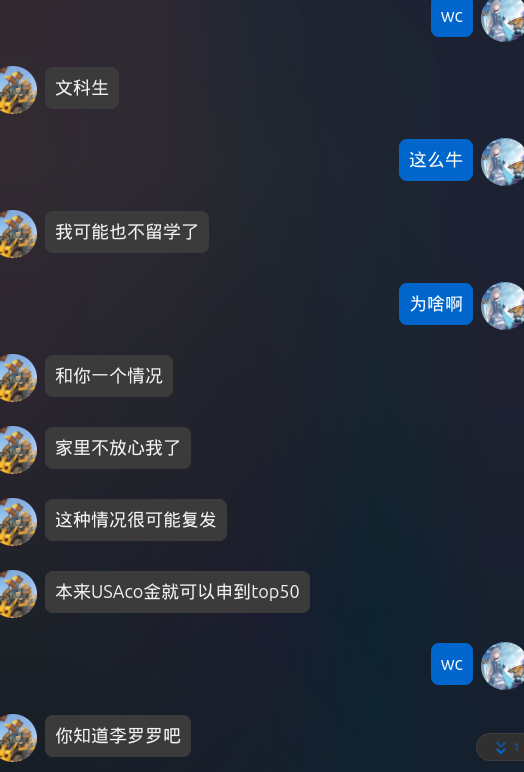 wc
文科生
这么牛
我可能也不留学了
为啥啊
和你一个情况
家里不放心我了
这种情况很可能复发
本来USAco金就可以申到top50
wc
你知道李罗罗吧
1